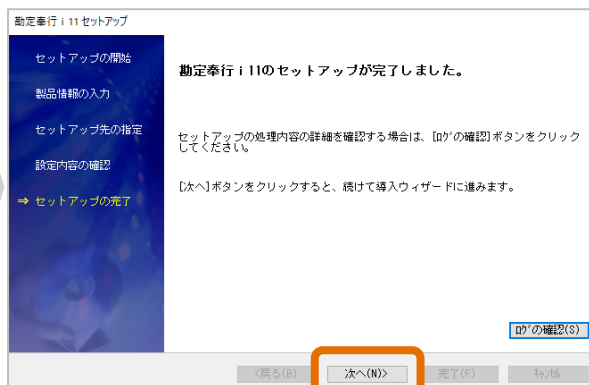 勘定奉行 i 11 セットアップ
セットアップの開始
製品情報の入力
セットアップ先の指定
設定内容の確認
⇒ セットアップの完了
勘定奉行 i 11のセットアップが完了しました。
セットアップの処理内容の詳細を確認する場合は、[ﾛｸﾞの確認]ボタンをクリック
してください。
[次へ]ボタンをクリックすると、続けて導入ウィザードに進みます。
ﾛｸﾞの確認(S)
<戻る(B)
次へ(N)>
完了(F)
ｷｬﾝｾﾙ